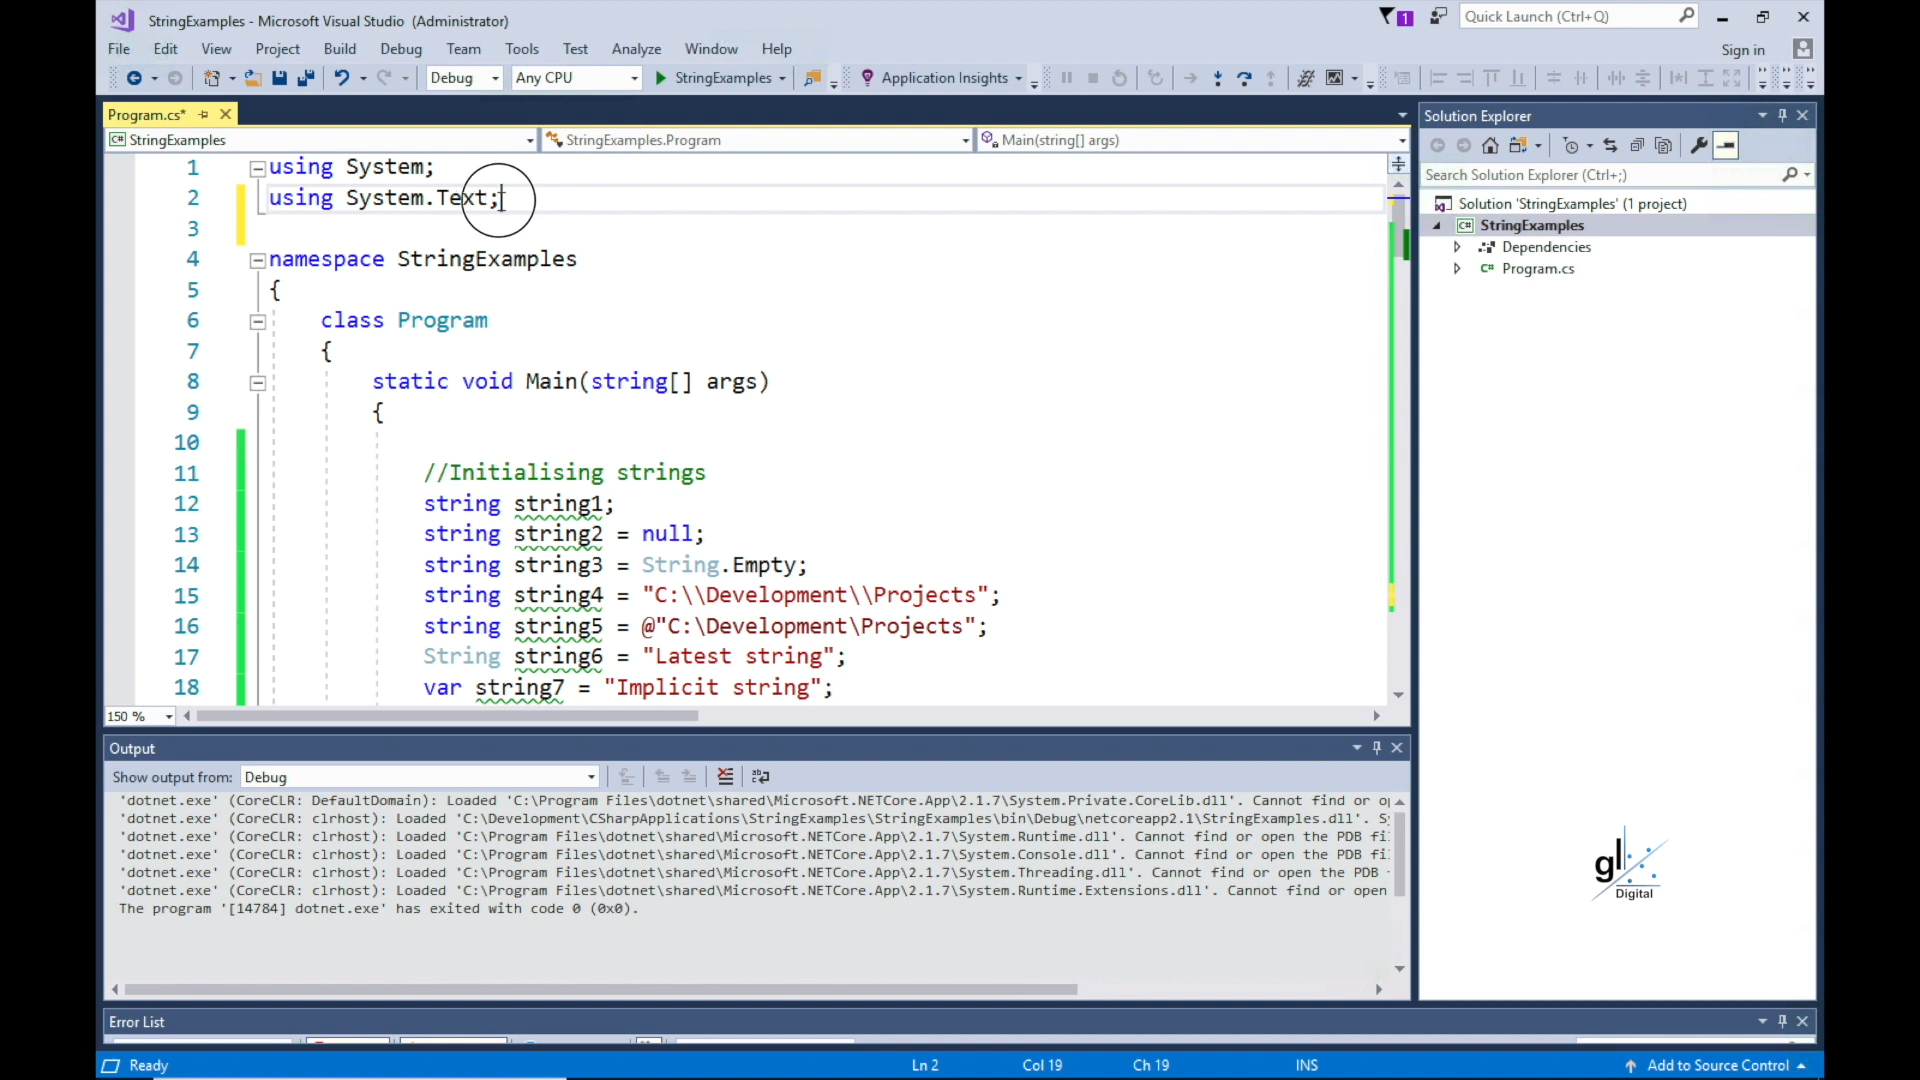 StringExamples - Microsoft Visual Studio (Administrator)
1
Quick Launch (Ctrl+Q)
File Edit View Project Build Debug Team Tools Test Analyze Window Help
Sign in
Debug Any CPU StringExamples Application Insights
Program.cs*
StringExamples StringExamples.Program Main(string[] args)
1 using System;
2 using System.Text;
3
4 namespace StringExamples
5 {
6 class Program
7 {
8 static void Main(string[] args)
9 {
10
11 //Initialising strings
12 string string1;
13 string string2 = null;
14 string string3 = String.Empty;
15 string string4 = "C:\\Development\\Projects";
16 string string5 = @"C:\Development\Projects";
17 String string6 = "Latest string";
18 var string7 = "Implicit string";
150 %
Solution Explorer
Search Solution Explorer (Ctrl+;)
Solution 'StringExamples' (1 project)
C# StringExamples
Dependencies
C# Program.cs
Output
Show output from: Debug
'dotnet.exe' (CoreCLR: DefaultDomain): Loaded 'C:\Program Files\dotnet\shared\Microsoft.NETCore.App\2.1.7\System.Private.CoreLib.dll'. Cannot find or
'dotnet.exe' (CoreCLR: clrhost): Loaded 'C:\Development\CSharpApplications\StringExamples\StringExamples\bin\Debug\netcoreapp2.1\StringExamples.dll'.
'dotnet.exe' (CoreCLR: clrhost): Loaded 'C:\Program Files\dotnet\shared\Microsoft.NETCore.App\2.1.7\System.Runtime.dll'. Cannot find or open the PDB
'dotnet.exe' (CoreCLR: clrhost): Loaded 'C:\Program Files\dotnet\shared\Microsoft.NETCore.App\2.1.7\System.Console.dll'. Cannot find or open the PDB
'dotnet.exe' (CoreCLR: clrhost): Loaded 'C:\Program Files\dotnet\shared\Microsoft.NETCore.App\2.1.7\System.Threading.dll'. Cannot find or open the PDB
'dotnet.exe' (CoreCLR: clrhost): Loaded 'C:\Program Files\dotnet\shared\Microsoft.NETCore.App\2.1.7\System.Runtime.Extensions.dll'. Cannot find or open
The program '[14784] dotnet.exe' has exited with code 0 (0x0).
gl
Digital
Error List
Ready Ln 2 Col 19 Ch 19 INS Add to Source Control